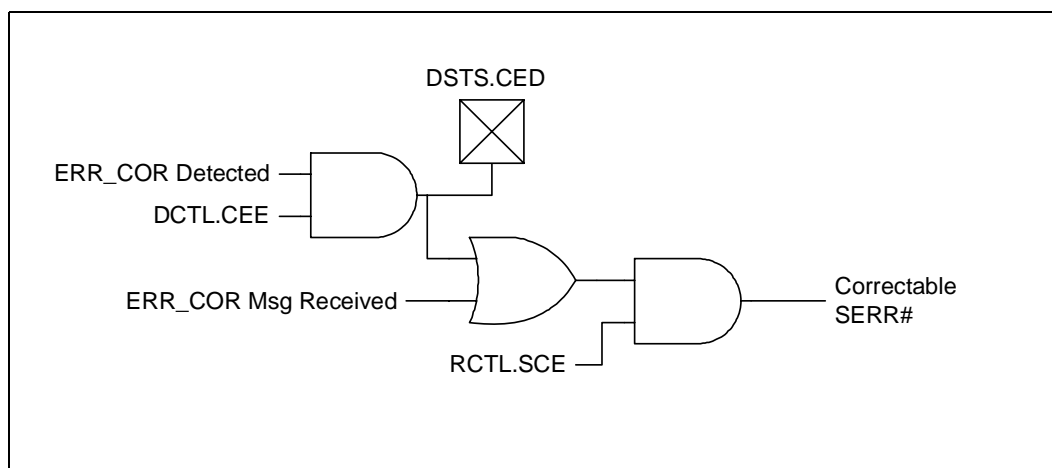 DSTS.CED
ERR_COR Detected
DCTL.CEE
ERR_COR Msg Received
Correctable
SERR#
RCTL.SCE